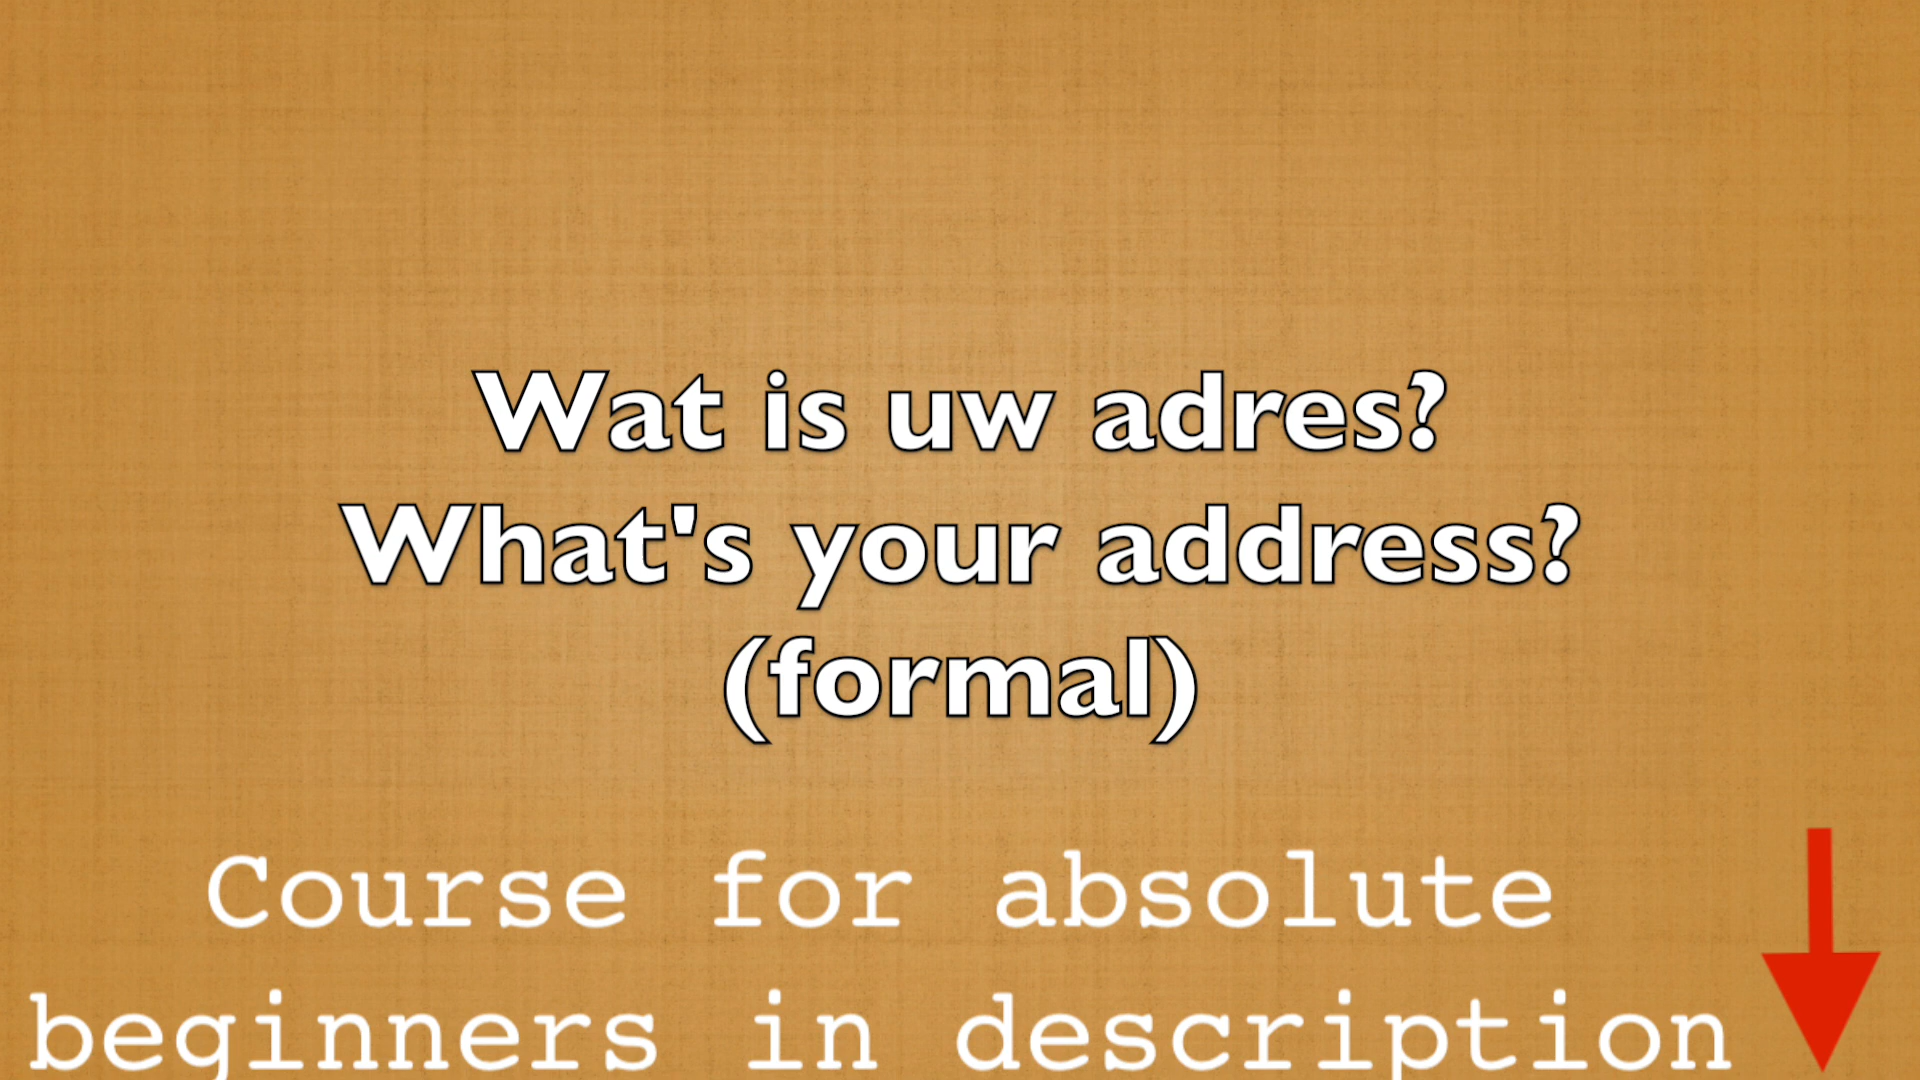 Wat is uw adres?
What's your address?
(formal)
Course for absolute
beginners in description